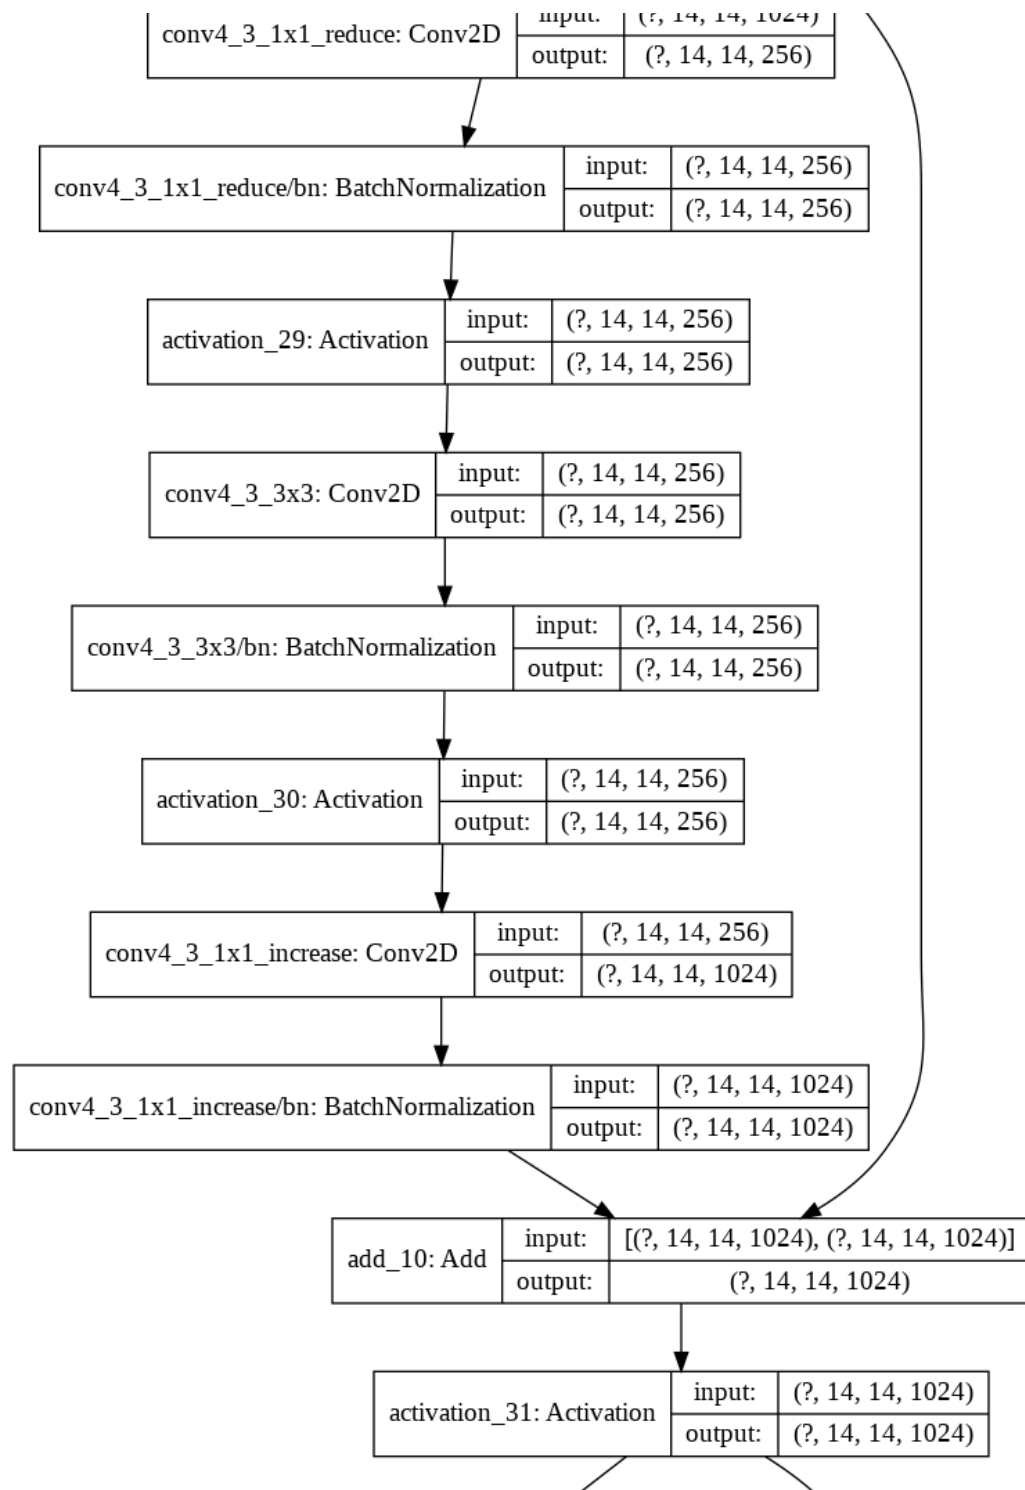 conv4_3_1x1_reduce: Conv2D
input: (?, 14, 14, 1024)
output: (?, 14, 14, 256)
conv4_3_1x1_reduce/bn: BatchNormalization
input: (?, 14, 14, 256)
output: (?, 14, 14, 256)
activation_29: Activation
input: (?, 14, 14, 256)
output: (?, 14, 14, 256)
conv4_3_3x3: Conv2D
input: (?, 14, 14, 256)
output: (?, 14, 14, 256)
conv4_3_3x3/bn: BatchNormalization
input: (?, 14, 14, 256)
output: (?, 14, 14, 256)
activation_30: Activation
input: (?, 14, 14, 256)
output: (?, 14, 14, 256)
conv4_3_1x1_increase: Conv2D
input: (?, 14, 14, 256)
output: (?, 14, 14, 1024)
conv4_3_1x1_increase/bn: BatchNormalization
input: (?, 14, 14, 1024)
output: (?, 14, 14, 1024)
add_10: Add
input: [(?, 14, 14, 1024), (?, 14, 14, 1024)]
output: (?, 14, 14, 1024)
activation_31: Activation
input: (?, 14, 14, 1024)
output: (?, 14, 14, 1024)